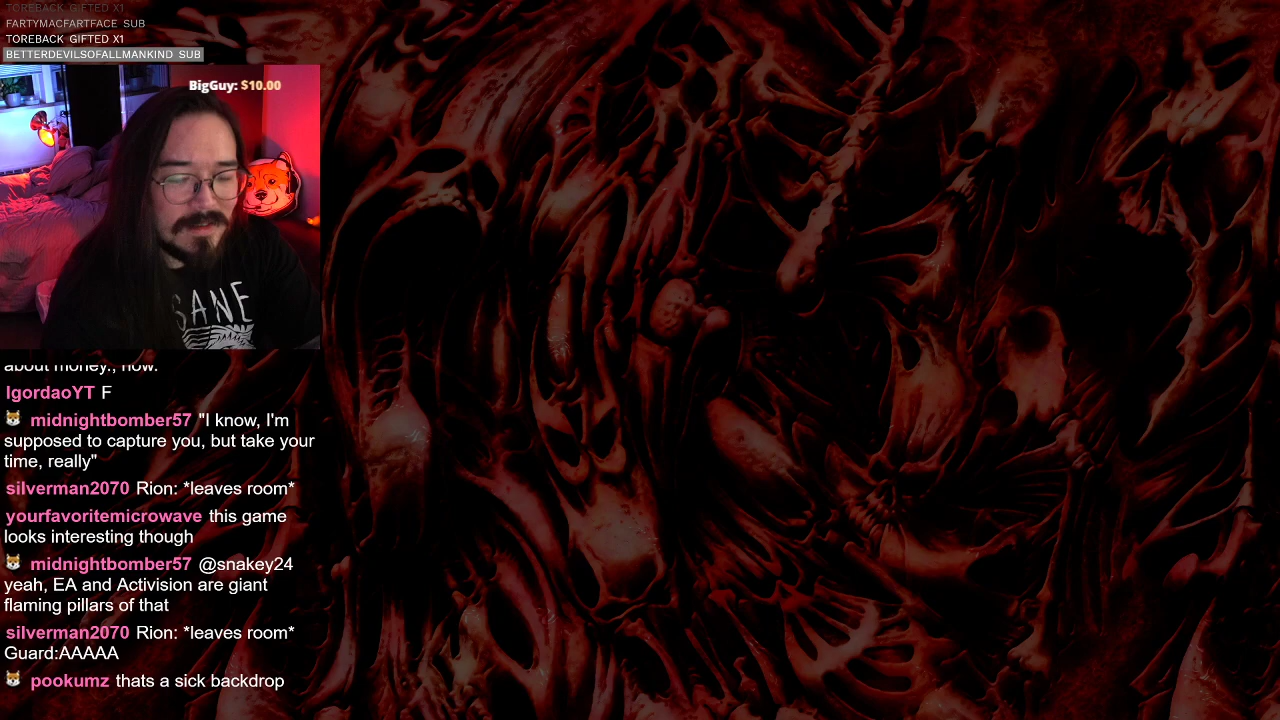 TOREBACK GIFTED X1
FARTYMACFARTFACE SUB
TOREBACK GIFTED X1
BETTERDEVILSOFALLMANKIND SUB
BigGuy: $10.00
SANE
about money., now.
IgordaoYT F
midnightbomber57 "I know, I'm
supposed to capture you, but take your
time, really"
silverman2070 Rion: *leaves room*
yourfavoritemicrowave this game
looks interesting though
midnightbomber57 @snakey24
yeah, EA and Activision are giant
flaming pillars of that
silverman2070 Rion: *leaves room*
Guard:AAAAA
pookumz thats a sick backdrop